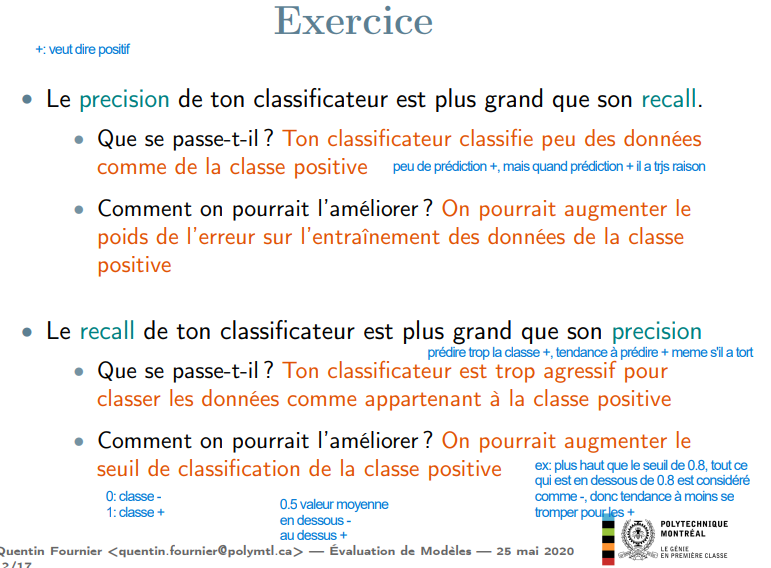 Exercice
+: veut dire positif
• Le precision de ton classificateur est plus grand que son recall.
• Que se passe-t-il ? Ton classificateur classifie peu des données
comme de la classe positive
peu de prédiction +, mais quand prédiction + il a trjs raison
• Comment on pourrait l'améliorer ? On pourrait augmenter le
poids de l'erreur sur l'entraînement des données de la classe
positive
• Le recall de ton classificateur est plus grand que son precision
prédire trop la classe +, tendance à prédire + meme s'il a tort
• Que se passe-t-il ? Ton classificateur est trop agressif pour
classer les données comme appartenant à la classe positive
• Comment on pourrait l'améliorer ? On pourrait augmenter le
seuil de classification de la classe positive
ex: plus haut que le seuil de 0.8, tout ce
qui est en dessous de 0.8 est considéré
comme -, donc tendance à moins se
tromper pour les +
0: classe -
1: classe +
0.5 valeur moyenne
en dessous -
au dessus +
POLYTECHNIQUE
MONTRÉAL
LE GÉNIE
EN PREMIÈRE CLASSE
Quentin Fournier <quentin.fournier@polymtl.ca> — Évaluation de Modèles — 25 mai 2020
2/17